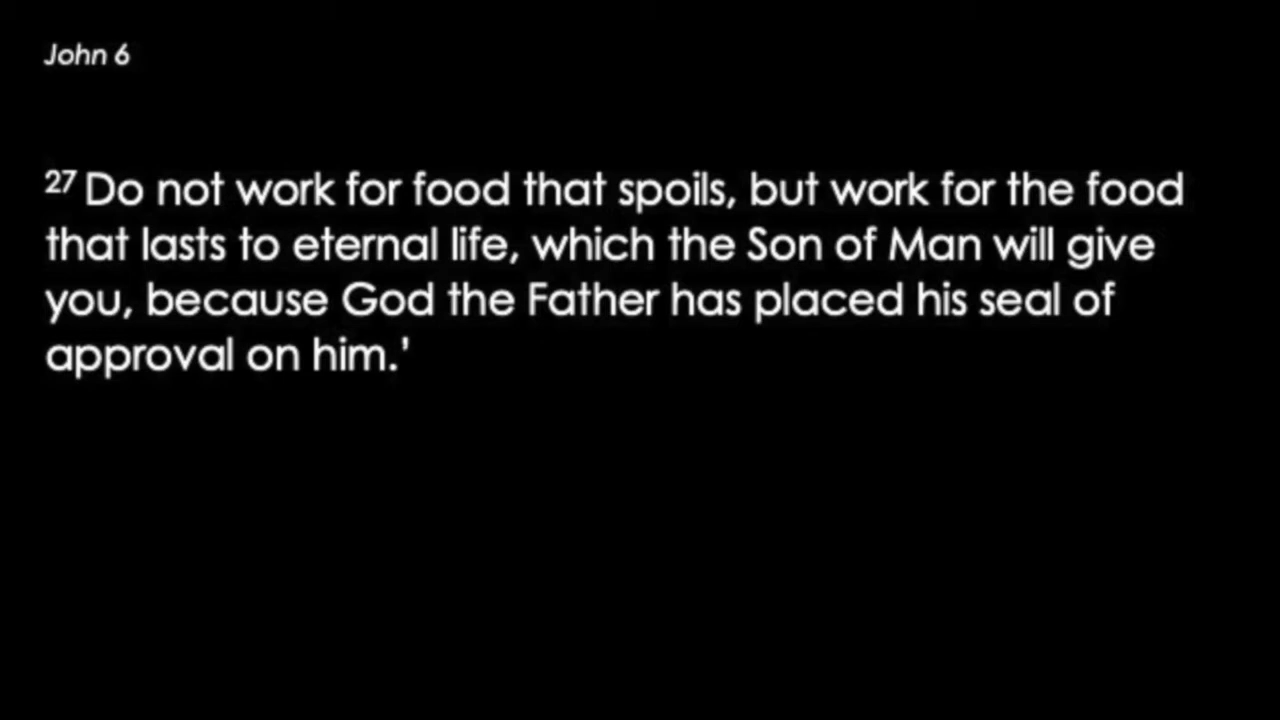 John 6
27 Do not work for food that spoils, but work for the food
that lasts to eternal life, which the Son of Man will give
you, because God the Father has placed his seal of
approval on him.'